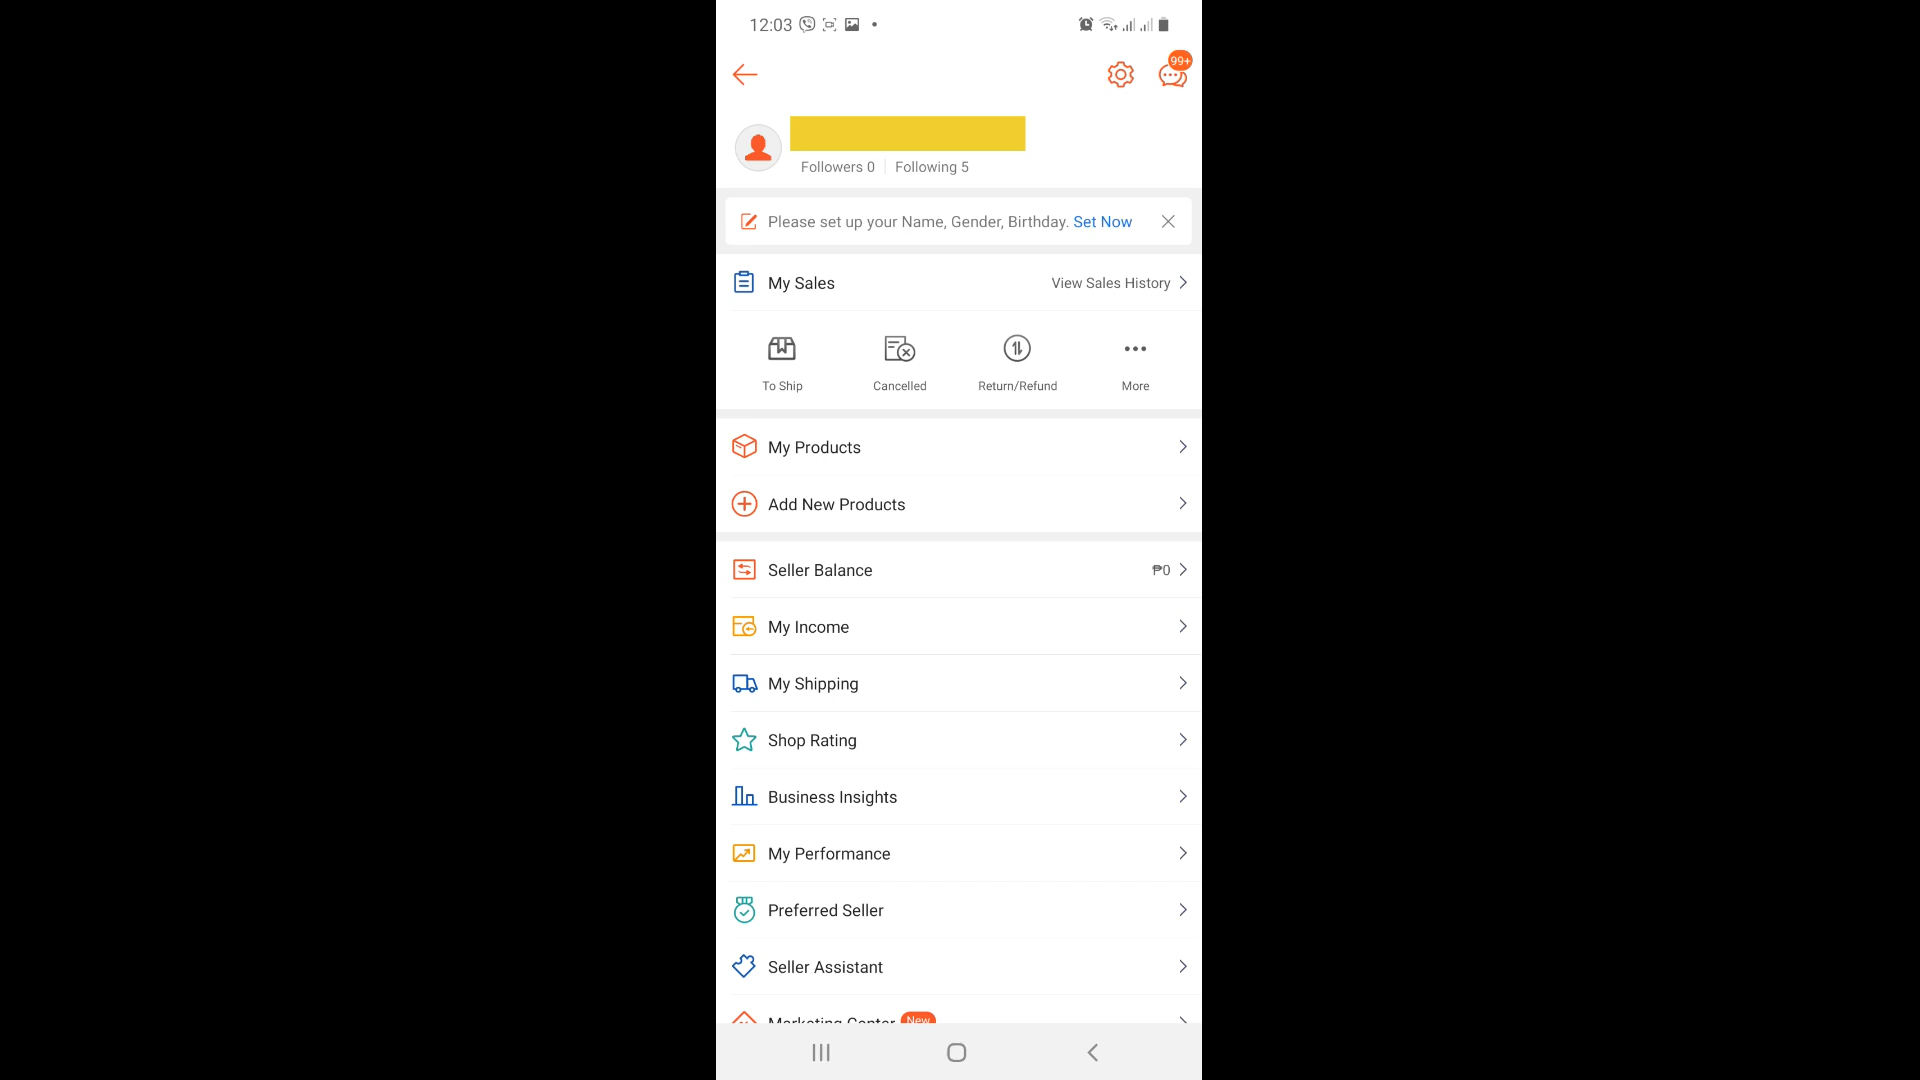 12:03
99+
Followers 0 Following 5
Please set up your Name, Gender, Birthday. Set Now
My Sales View Sales History
To Ship Cancelled Return/Refund More
My Products
Add New Products
Seller Balance ₱0
My Income
My Shipping
Shop Rating
Business Insights
My Performance
Preferred Seller
Seller Assistant
Marketing Center New